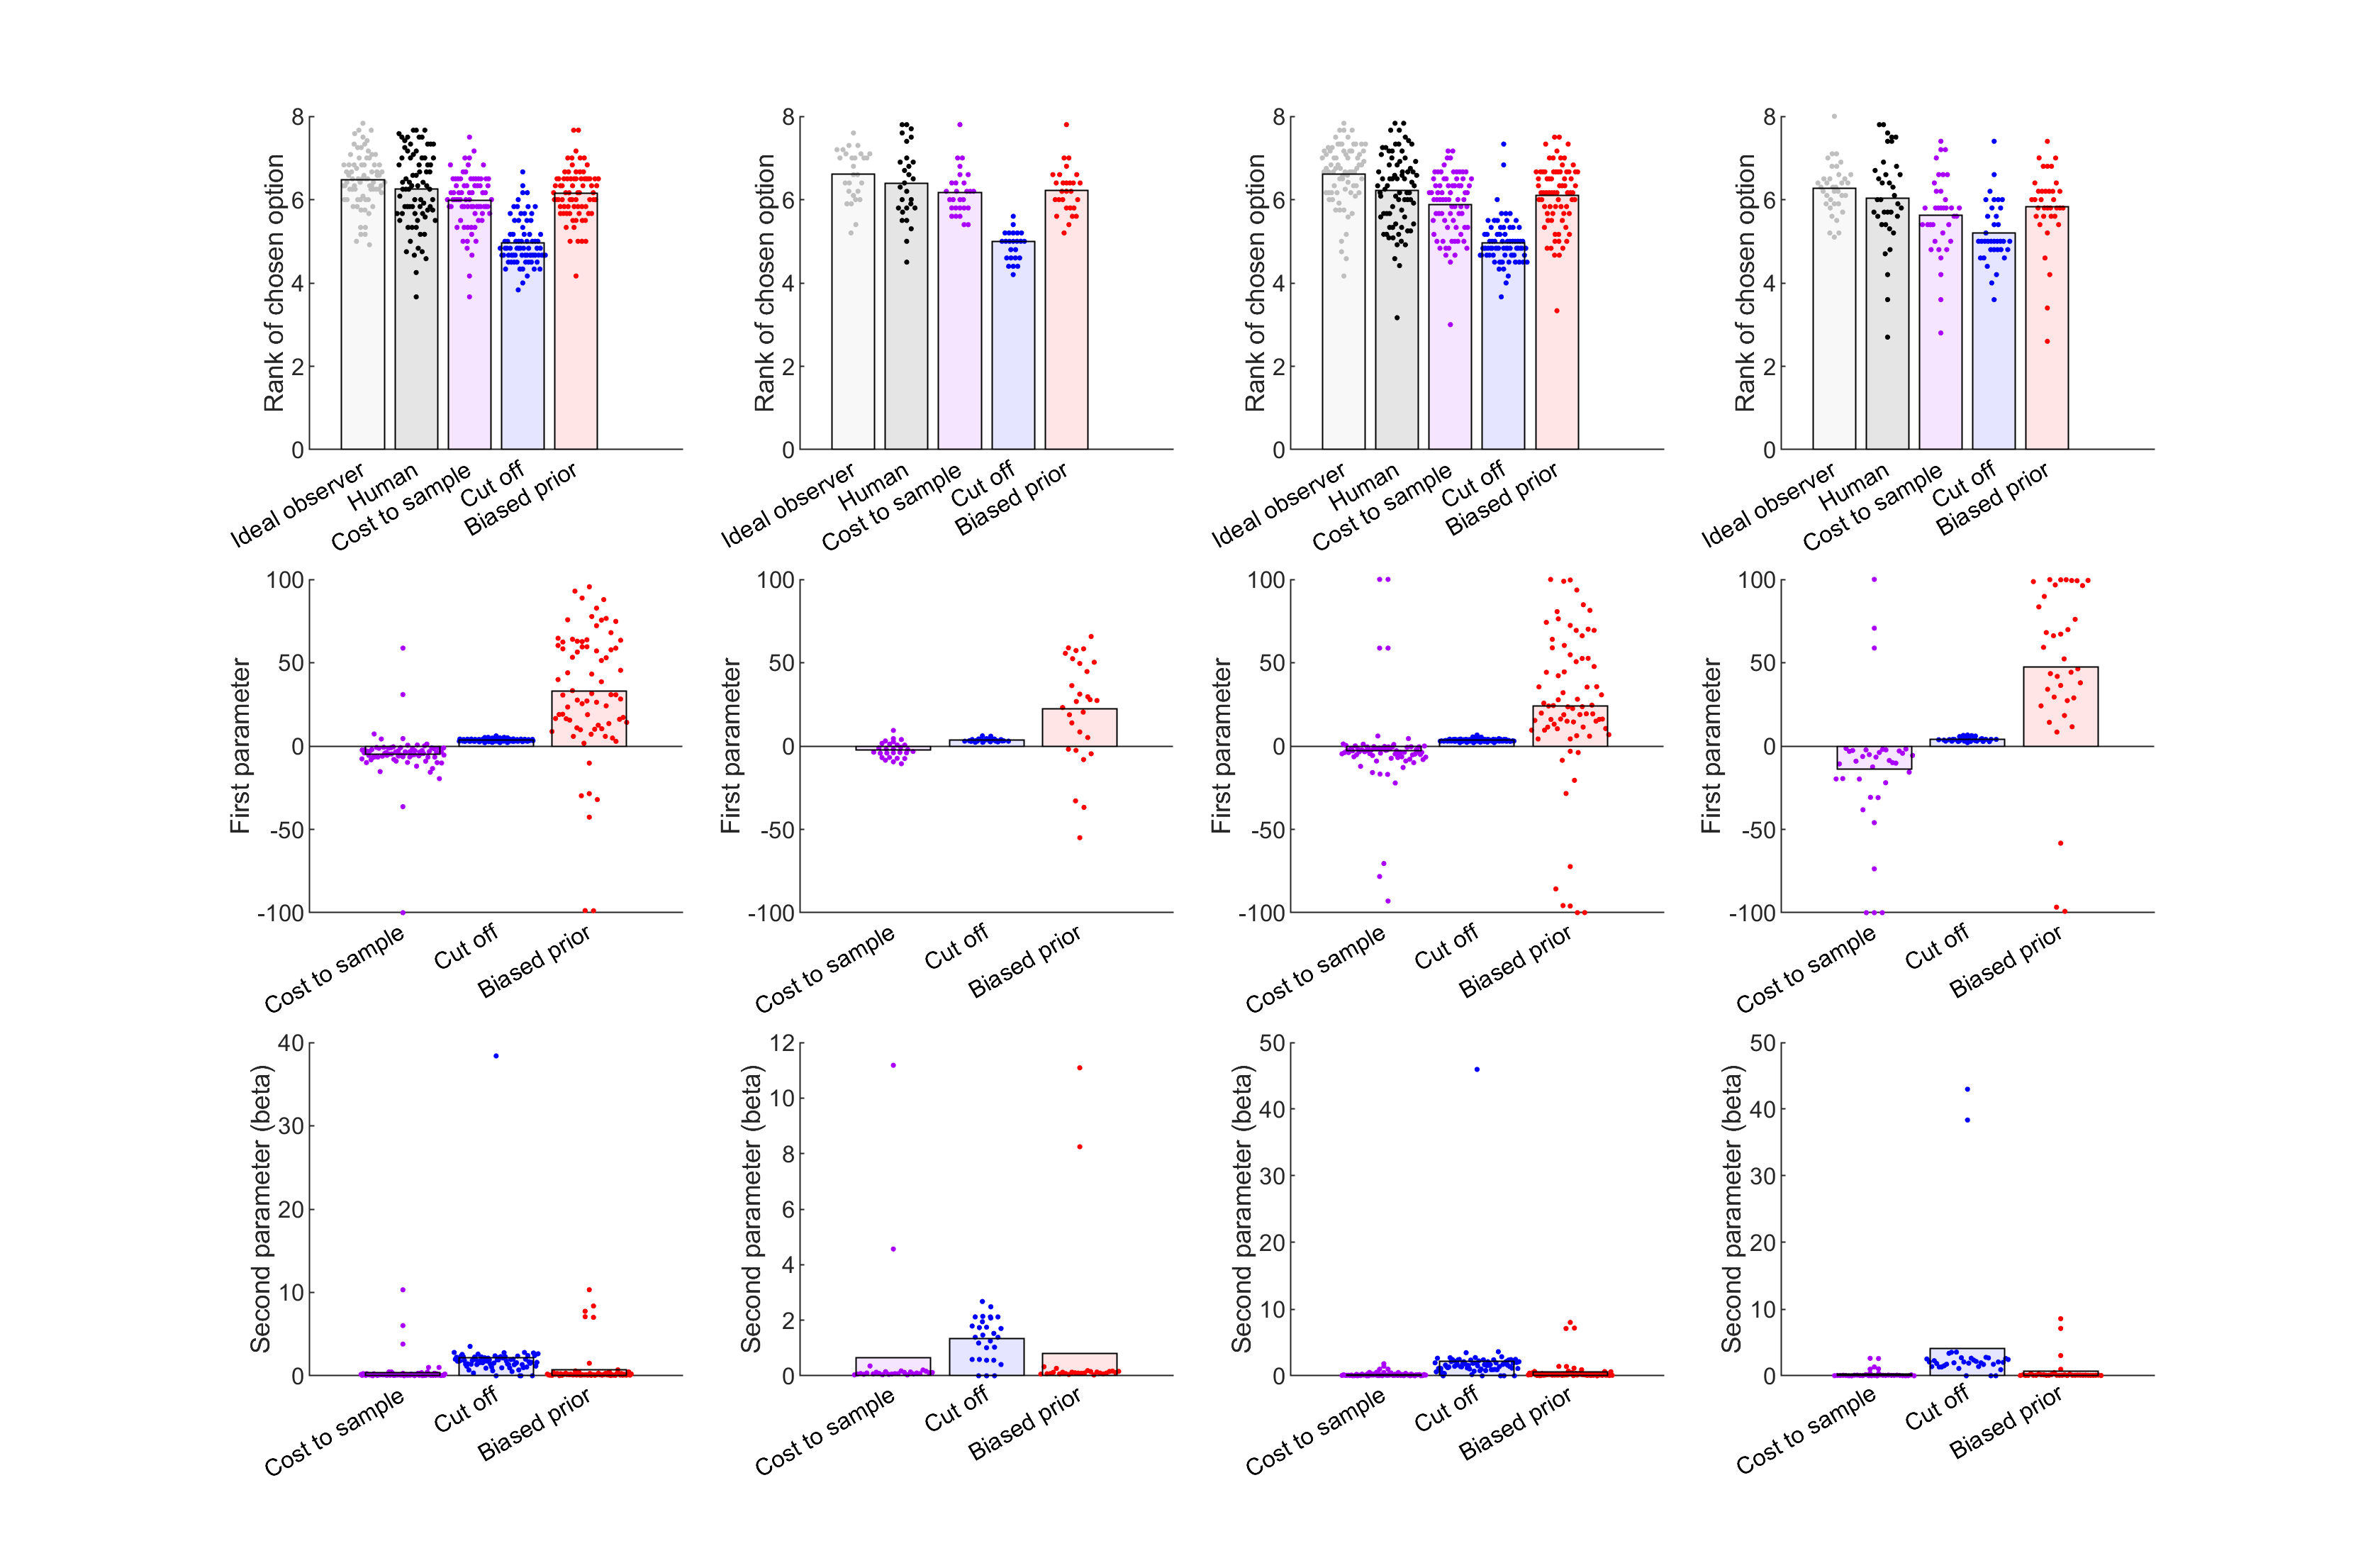 8
6
4
2
0
Rank of chosen option
Ideal observer
Human
Cost to sample
Cut off
Biased prior
8
6
4
2
0
Rank of chosen option
Ideal observer
Human
Cost to sample
Cut off
Biased prior
8
6
4
2
0
Rank of chosen option
Ideal observer
Human
Cost to sample
Cut off
Biased prior
8
6
4
2
0
Rank of chosen option
Ideal observer
Human
Cost to sample
Cut off
Biased prior
100
50
0
-50
-100
First parameter
Cost to sample
Cut off
Biased prior
100
50
0
-50
-100
First parameter
Cost to sample
Cut off
Biased prior
100
50
0
-50
-100
First parameter
Cost to sample
Cut off
Biased prior
100
50
0
-50
-100
First parameter
Cost to sample
Cut off
Biased prior
40
30
20
10
0
Second parameter (beta)
Cost to sample
Cut off
Biased prior
12
10
8
6
4
2
0
Second parameter (beta)
Cost to sample
Cut off
Biased prior
50
40
30
20
10
0
Second parameter (beta)
Cost to sample
Cut off
Biased prior
50
40
30
20
10
0
Second parameter (beta)
Cost to sample
Cut off
Biased prior